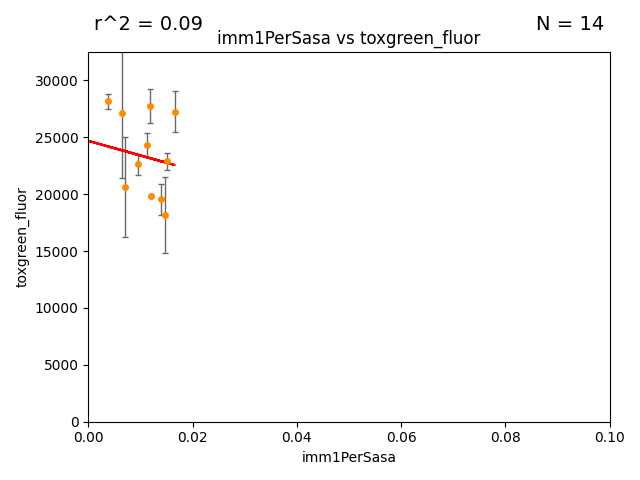 r^2 = 0.09
N = 14
imm1PerSasa vs toxgreen_fluor
30000
25000
20000
15000
10000
5000
0
toxgreen_fluor
0.00
0.02
0.04
0.06
0.08
0.10
imm1PerSasa